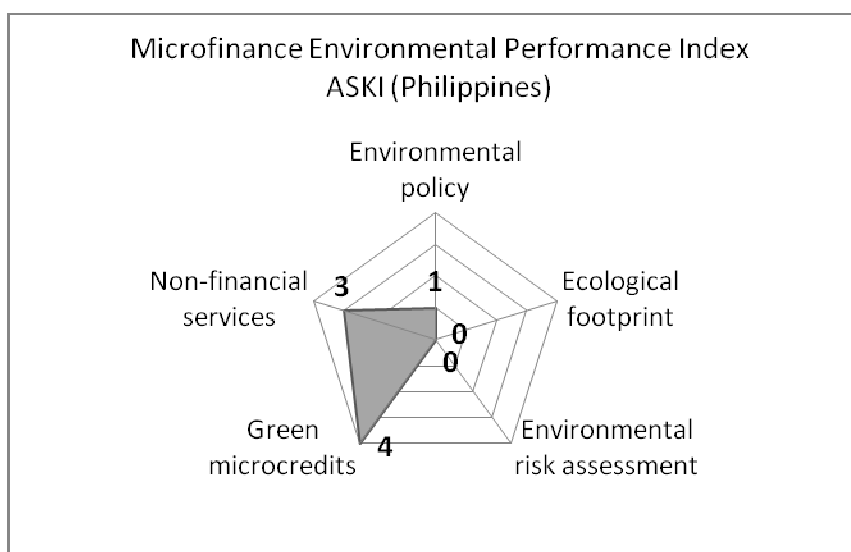 Microfinance Environmental Performance Index
ASKI (Philippines)
Environmental
policy
1
Ecological
footprint
0
Environmental
risk assessment
0
Green
microcredits
4
Non-financial
services
3